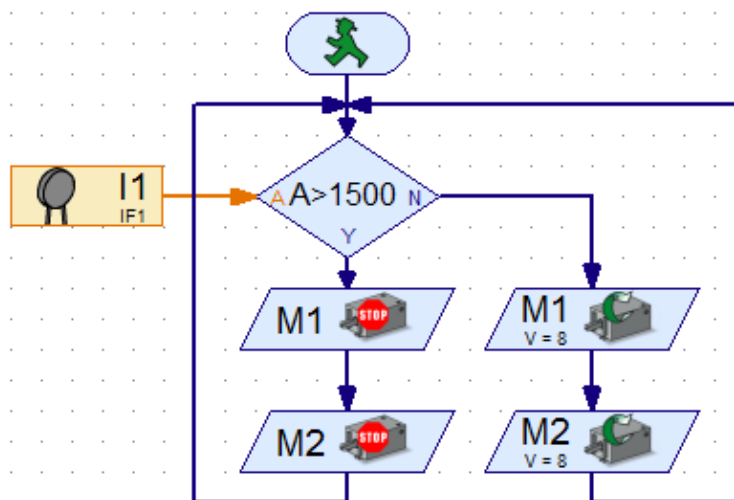 I1
IF1
A A>1500 N
Y
M1 STOP
M1
V = 8
M2 STOP
M2
V = 8